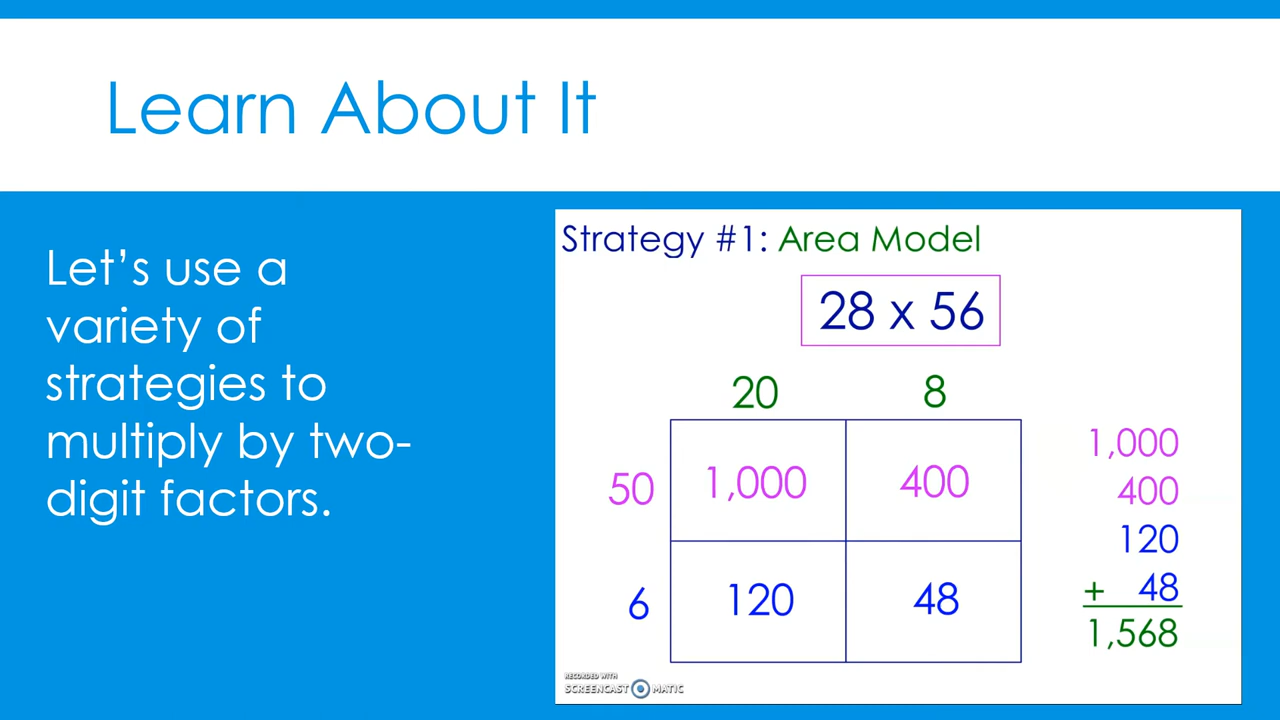 Learn About It
Let’s use a
variety of
strategies to
multiply by two-
digit factors.
Strategy #1: Area Model
28 x 56
20 8
50 1,000 400
6 120 48
1,000
400
120
+ 48
1,568
RECORDED WITH
SCREENCAST MATIC